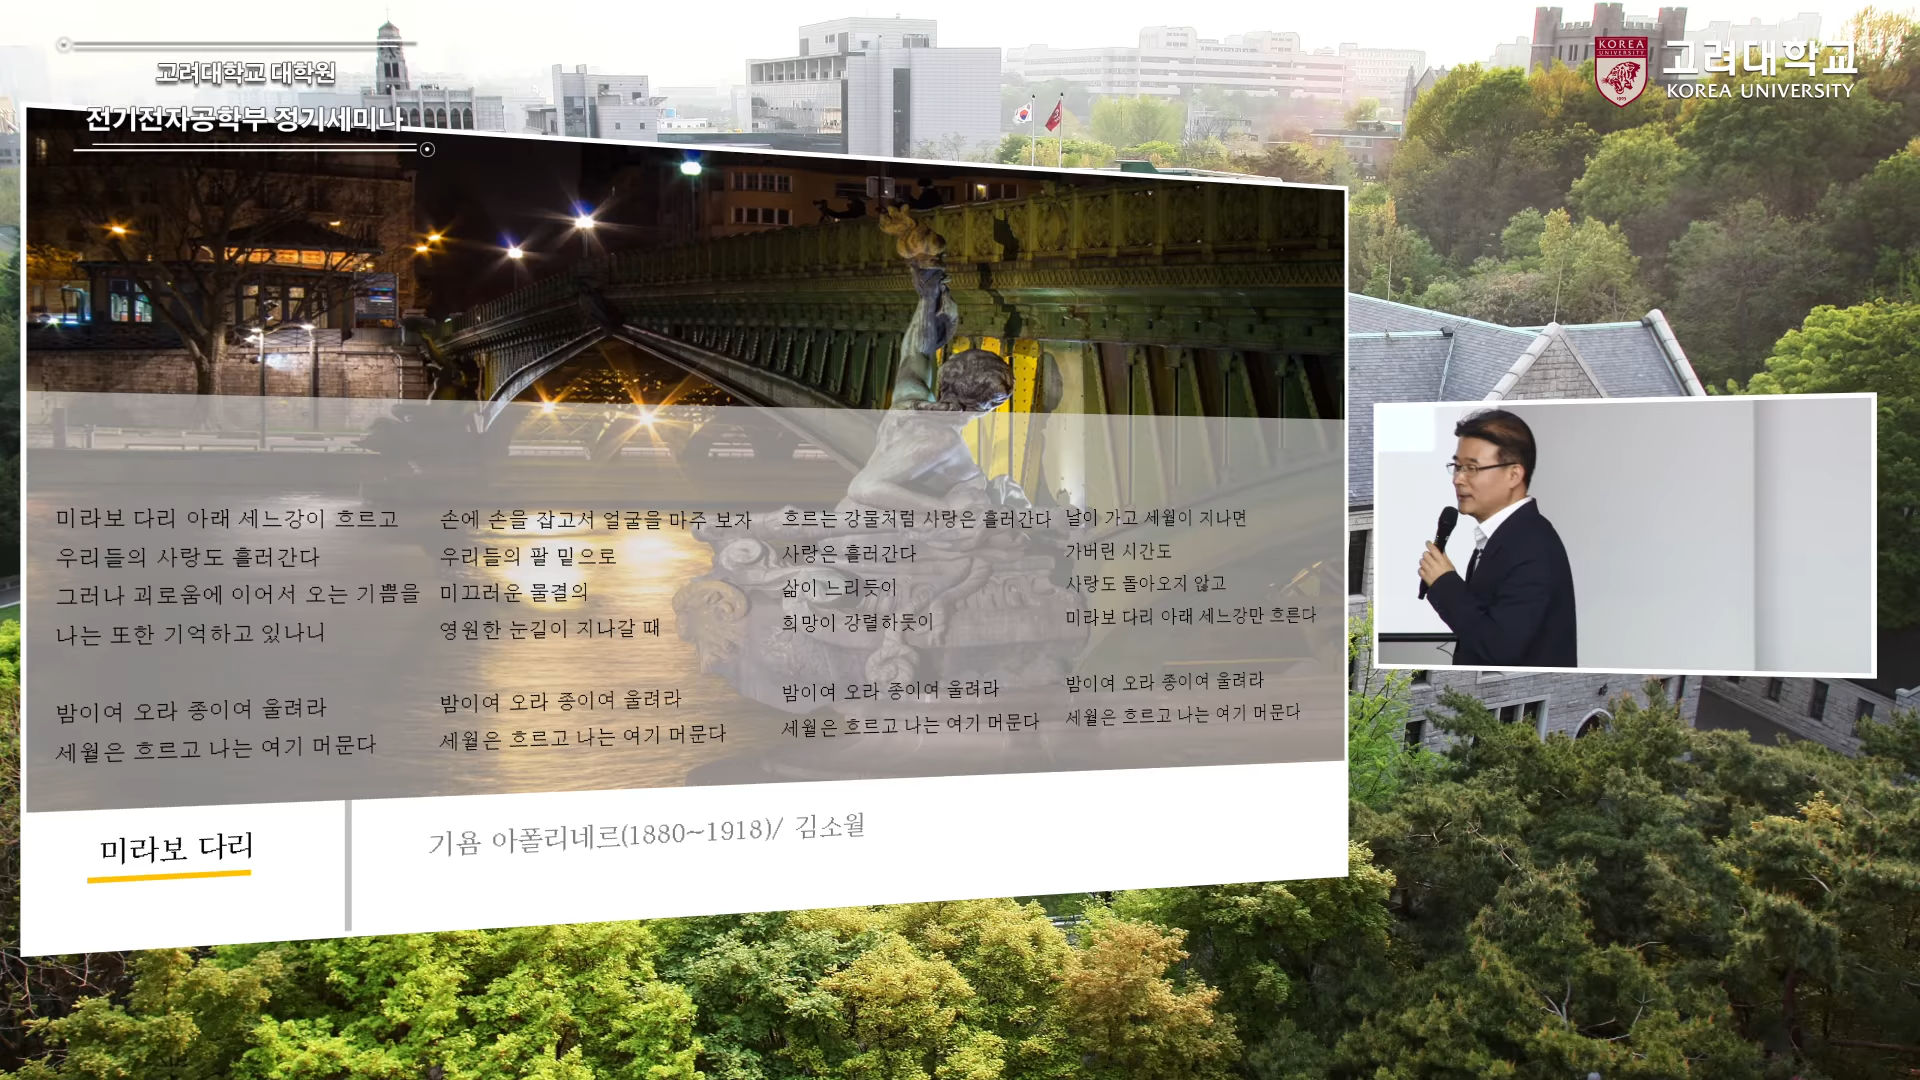 고려대학교 대학원
전기전자공학부 정기세미나
KOREA
UNIVERSITY
1905
고려대학교
KOREA UNIVERSITY
미라보 다리 아래 세느강이 흐르고
우리들의 사랑도 흘러간다
그러나 괴로움에 이어서 오는 기쁨을
나는 또한 기억하고 있나니
밤이여 오라 종이여 울려라
세월은 흐르고 나는 여기 머문다
손에 손을 잡고서 얼굴을 마주 보자
우리들의 팔 밑으로
미끄러운 물결의
영원한 눈길이 지나갈 때
밤이여 오라 종이여 울려라
세월은 흐르고 나는 여기 머문다
흐르는 강물처럼 사랑은 흘러간다
사랑은 흘러간다
삶이 느리듯이
희망이 강렬하듯이
밤이여 오라 종이여 울려라
세월은 흐르고 나는 여기 머문다
날이 가고 세월이 지나면
가버린 시간도
사랑도 돌아오지 않고
미라보 다리 아래 세느강만 흐른다
밤이여 오라 종이여 울려라
세월은 흐르고 나는 여기 머문다
미라보 다리
기욤 아폴리네르(1880~1918)/ 김소월